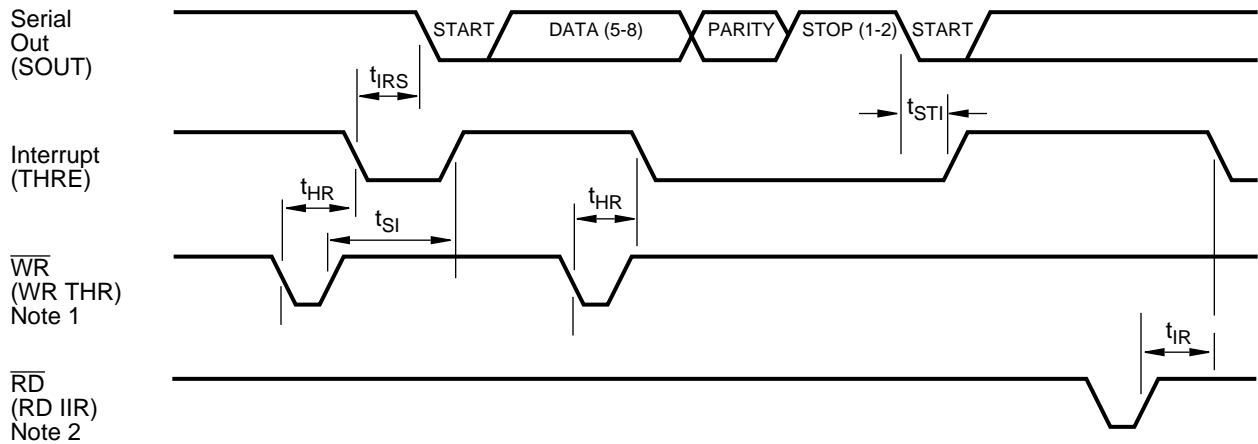 Serial
Out
(SOUT)
START
DATA (5-8)
PARITY
STOP (1-2)
START
tIRS
tSTI
Interrupt
(THRE)
tHR
tSI
tHR
WR
(WR THR)
Note 1
tIR
RD
(RD IIR)
Note 2